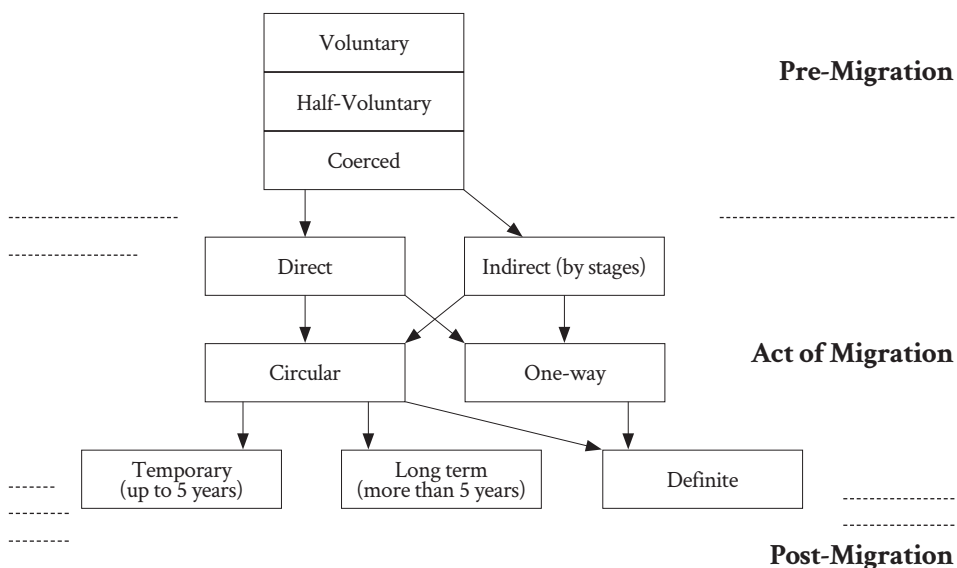 Voluntary
Pre-Migration
Half-Voluntary
Coerced
Direct
Indirect (by stages)
Act of Migration
Circular
One-way
Temporary
(up to 5 years)
Long term
(more than 5 years)
Definite
Post-Migration